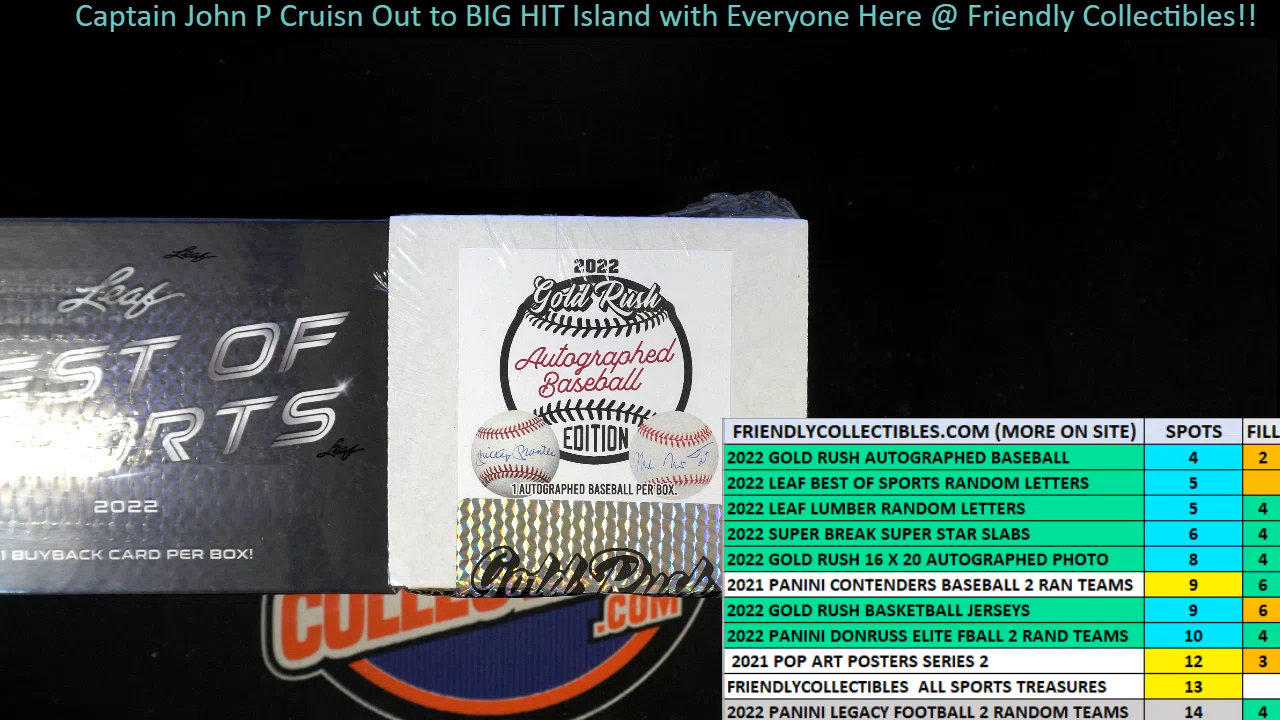 Captain John P Cruisn Out to BIG HIT Island with Everyone Here @ Friendly Collectibles!!
Leaf
Leaf
EST OF
ORTS
Leaf
2022
1 BUYBACK CARD PER BOX!
2022
Gold Rush
Autographed
Baseball
EDITION
1 AUTOGRAPHED BASEBALL PER BOX.
Gold Rush
COLLEC
.COM
FRIENDLYCOLLECTIBLES.COM (MORE ON SITE) SPOTS FILL
2022 GOLD RUSH AUTOGRAPHED BASEBALL 4 2
2022 LEAF BEST OF SPORTS RANDOM LETTERS 5
2022 LEAF LUMBER RANDOM LETTERS 5 4
2022 SUPER BREAK SUPER STAR SLABS 6 4
2022 GOLD RUSH 16 X 20 AUTOGRAPHED PHOTO 8 4
2021 PANINI CONTENDERS BASEBALL 2 RAN TEAMS 9 6
2022 GOLD RUSH BASKETBALL JERSEYS 9 6
2022 PANINI DONRUSS ELITE FBALL 2 RAND TEAMS 10 4
2021 POP ART POSTERS SERIES 2 12 3
FRIENDLYCOLLECTIBLES ALL SPORTS TREASURES 13
2022 PANINI LEGACY FOOTBALL 2 RANDOM TEAMS 14 4